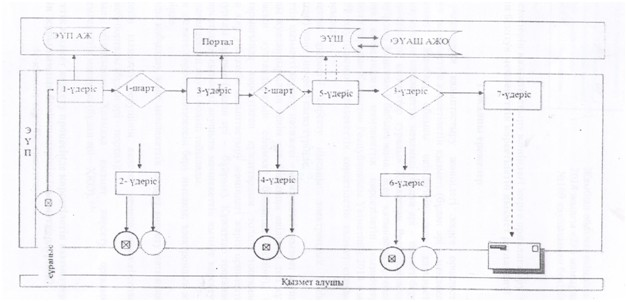 ЭҮП АЖ
Портал
ЭҮШ
ЭҮАШ АЖО
1-үдеріс
1-шарт
3-үдеріс
2-шарт
5-үдеріс
7-үдеріс
ЭҮП
2- үдеріс
4-үдеріс
6-үдеріс
сұраныс
Қызмет алушы